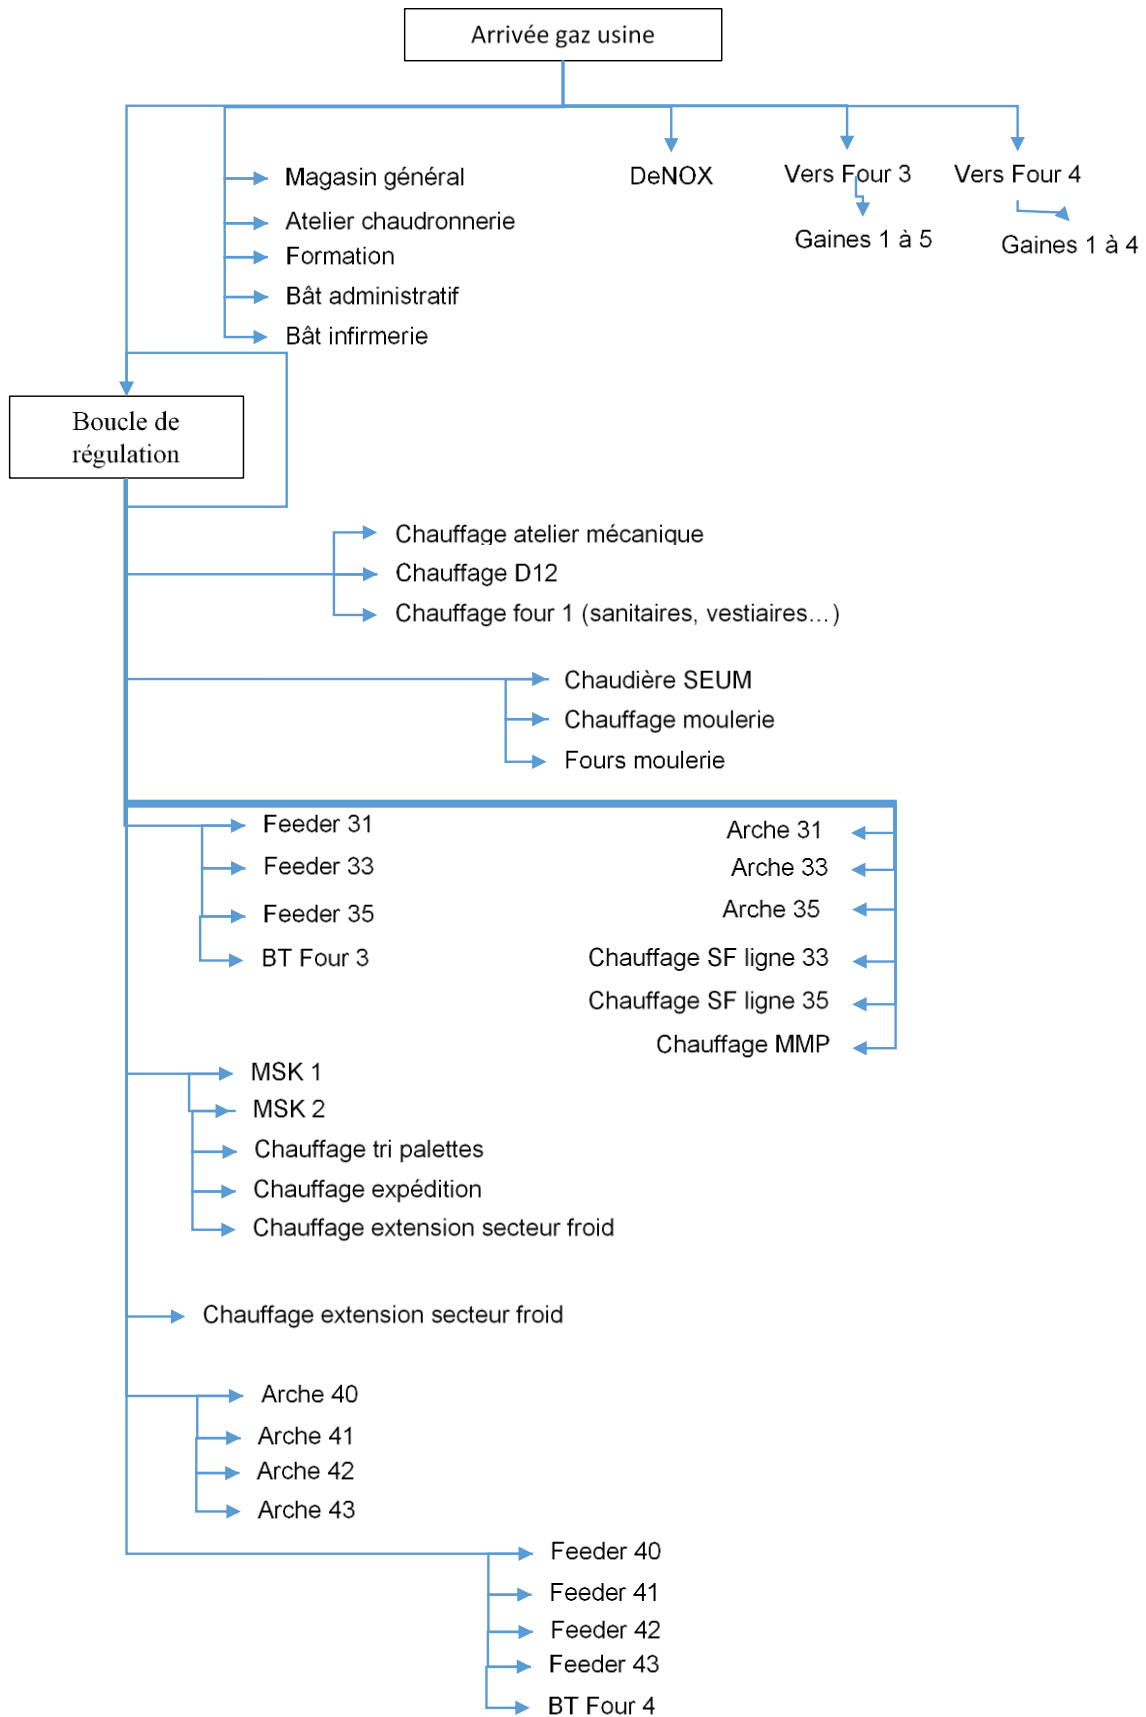 Arrivée gaz usine
Magasin général
Atelier chaudronnerie
Formation
Bât administratif
Bât infirmerie
DeNOX
Vers Four 3
Gaines 1 à 5
Vers Four 4
Gaines 1 à 4
Boucle de
régulation
Chauffage atelier mécanique
Chauffage D12
Chauffage four 1 (sanitaires, vestiaires…)
Chaudière SEUM
Chauffage moulerie
Fours moulerie
Feeder 31
Feeder 33
Feeder 35
BT Four 3
Arche 31
Arche 33
Arche 35
Chauffage SF ligne 33
Chauffage SF ligne 35
Chauffage MMP
MSK 1
MSK 2
Chauffage tri palettes
Chauffage expédition
Chauffage extension secteur froid
Chauffage extension secteur froid
Arche 40
Arche 41
Arche 42
Arche 43
Feeder 40
Feeder 41
Feeder 42
Feeder 43
BT Four 4